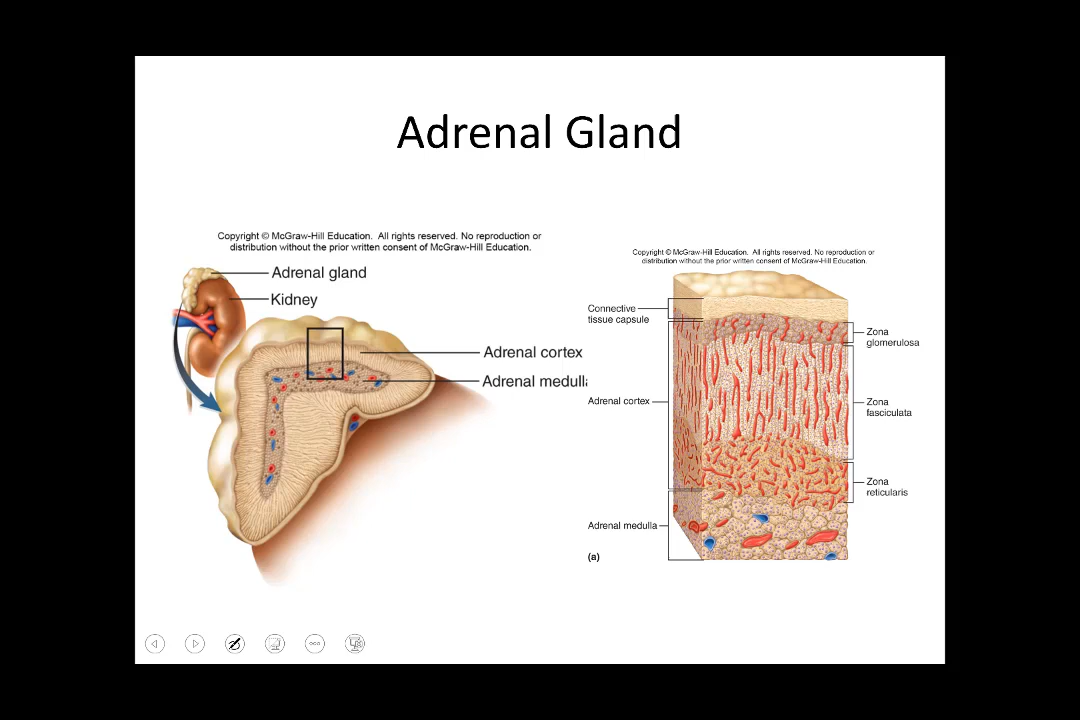 Adrenal Gland
Copyright © McGraw-Hill Education. All rights reserved. No reproduction or
distribution without the prior written consent of McGraw-Hill Education.
Adrenal gland
Kidney
Adrenal cortex
Adrenal medulla
Copyright © McGraw-Hill Education. All rights reserved. No reproduction or
distribution without the prior written consent of McGraw-Hill Education.
Connective
tissue capsule
Adrenal cortex
Adrenal medulla
(a)
Zona
glomerulosa
Zona
fasciculata
Zona
reticularis